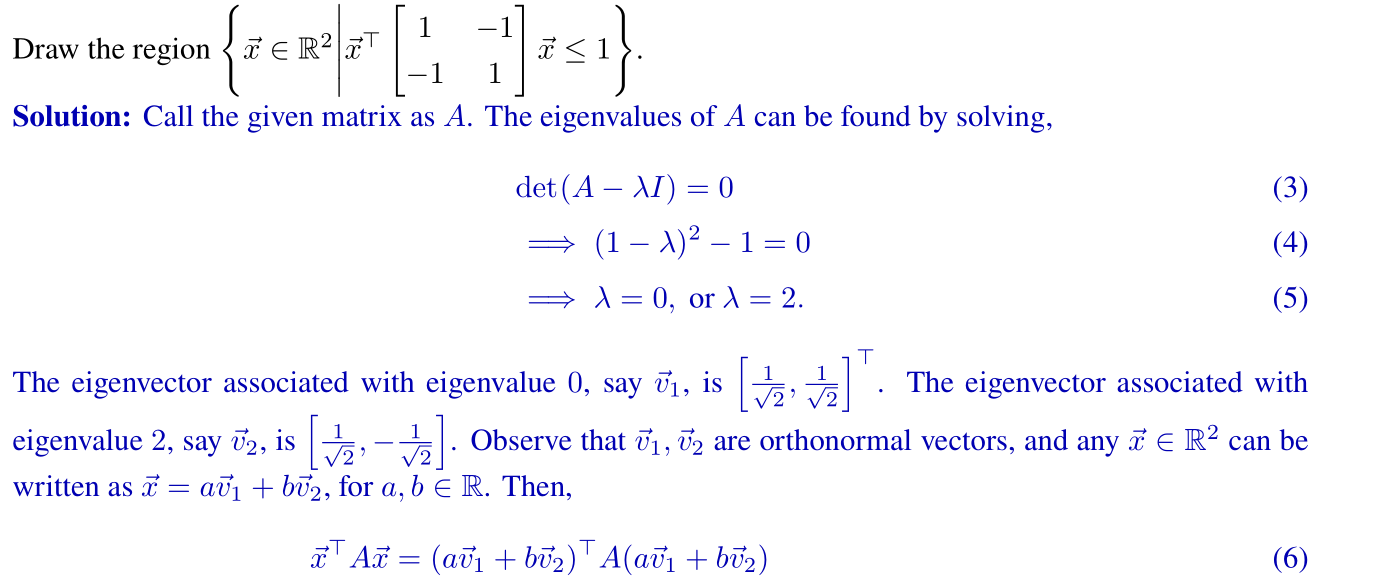 Draw the region $\left\{ \vec{x} \in \mathbb{R}^2 \middle| \vec{x}^\top \begin{bmatrix} 1 & -1 \\ -1 & 1 \end{bmatrix} \vec{x} \leq 1 \right\}$.
Solution: Call the given matrix as $A$. The eigenvalues of $A$ can be found by solving,
$\det(A - \lambda I) = 0$ (3)
$\implies (1 - \lambda)^2 - 1 = 0$ (4)
$\implies \lambda = 0, \text{ or } \lambda = 2.$ (5)
The eigenvector associated with eigenvalue 0, say $\vec{v}_1$, is $\left[ \frac{1}{\sqrt{2}}, \frac{1}{\sqrt{2}} \right]^\top$. The eigenvector associated with
eigenvalue 2, say $\vec{v}_2$, is $\left[ \frac{1}{\sqrt{2}}, -\frac{1}{\sqrt{2}} \right]$. Observe that $\vec{v}_1, \vec{v}_2$ are orthonormal vectors, and any $\vec{x} \in \mathbb{R}^2$ can be
written as $\vec{x} = a\vec{v}_1 + b\vec{v}_2$, for $a, b \in \mathbb{R}$. Then,
$\vec{x}^\top A \vec{x} = (a\vec{v}_1 + b\vec{v}_2)^\top A (a\vec{v}_1 + b\vec{v}_2)$ (6)